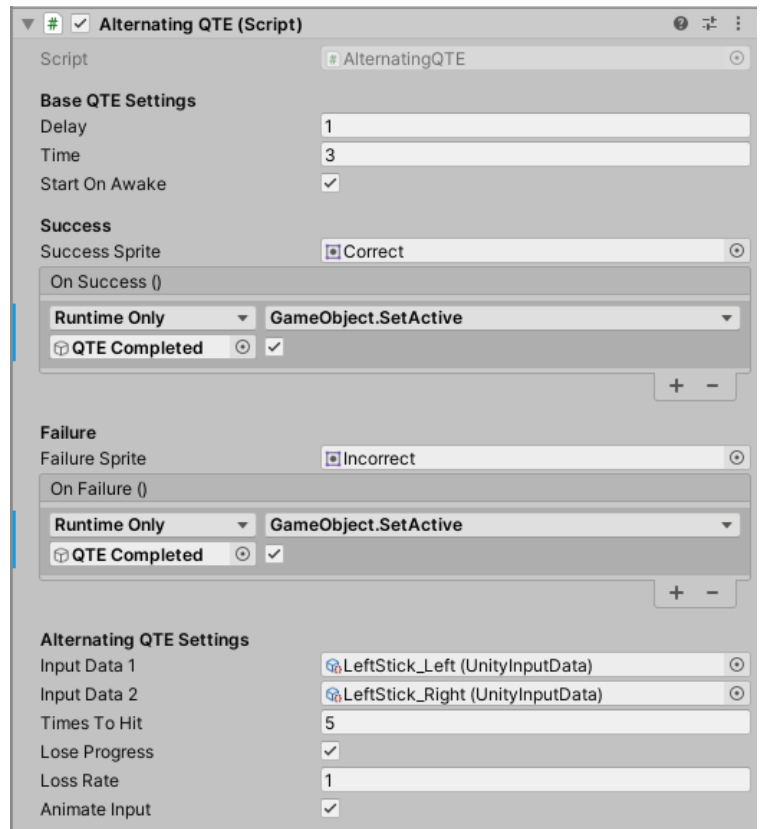 Alternating QTE (Script)
Script AlternatingQTE
Base QTE Settings
Delay 1
Time 3
Start On Awake
Success
Success Sprite Correct
On Success ()
Runtime Only GameObject.SetActive
QTE Completed
Failure
Failure Sprite Incorrect
On Failure ()
Runtime Only GameObject.SetActive
QTE Completed
Alternating QTE Settings
Input Data 1 LeftStick_Left (UnityInputData)
Input Data 2 LeftStick_Right (UnityInputData)
Times To Hit 5
Lose Progress
Loss Rate 1
Animate Input